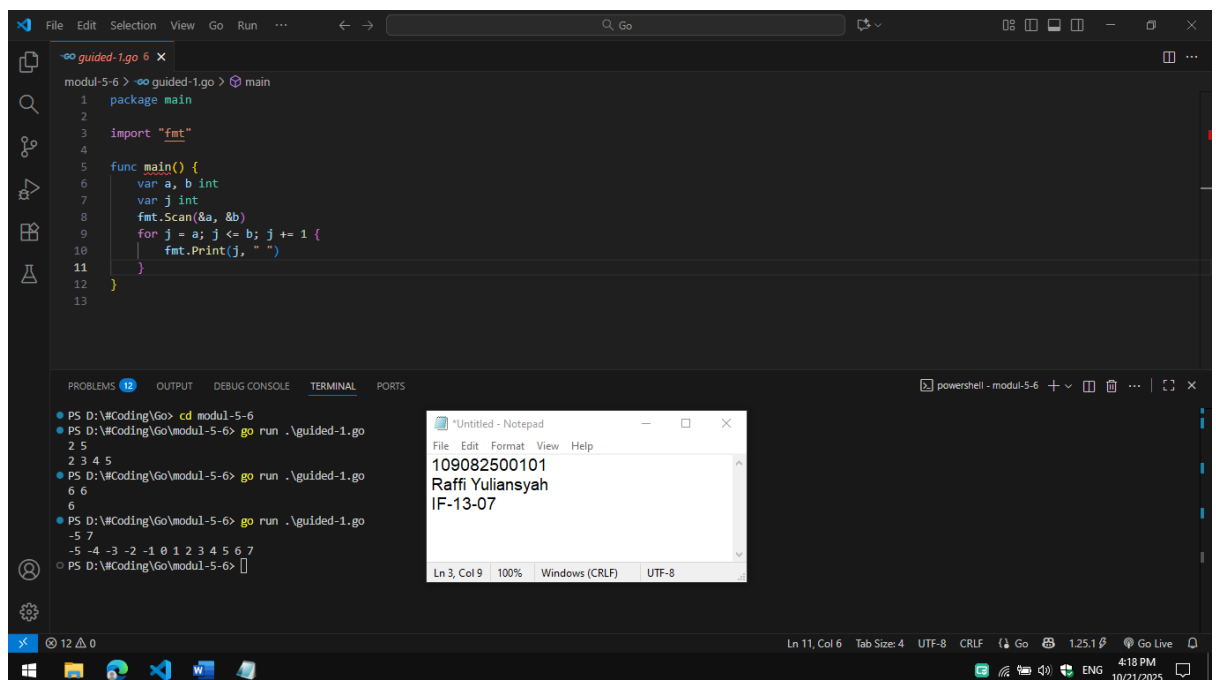 File Edit Selection View Go Run ··· Go
guided-1.go 6
modul-5-6 > guided-1.go > main
1 package main
2
3 import "fmt"
4
5 func main() {
6 var a, b int
7 var j int
8 fmt.Scan(&a, &b)
9 for j = a; j <= b; j += 1 {
10 fmt.Print(j, " ")
11 }
12 }
13
PROBLEMS 12 OUTPUT DEBUG CONSOLE TERMINAL PORTS powershell - modul-5-6
PS D:\#Coding\Go> cd modul-5-6
PS D:\#Coding\Go\modul-5-6> go run .\guided-1.go
2 5
2 3 4 5
PS D:\#Coding\Go\modul-5-6> go run .\guided-1.go
6 6
6
PS D:\#Coding\Go\modul-5-6> go run .\guided-1.go
-5 7
-5 -4 -3 -2 -1 0 1 2 3 4 5 6 7
PS D:\#Coding\Go\modul-5-6>
*Untitled - Notepad
File Edit Format View Help
109082500101
Raffi Yuliansyah
IF-13-07
Ln 3, Col 9 100% Windows (CRLF) UTF-8
12 0 Ln 11, Col 6 Tab Size: 4 UTF-8 CRLF Go 1.25.1 Go Live
ENG 4:18 PM
10/21/2025